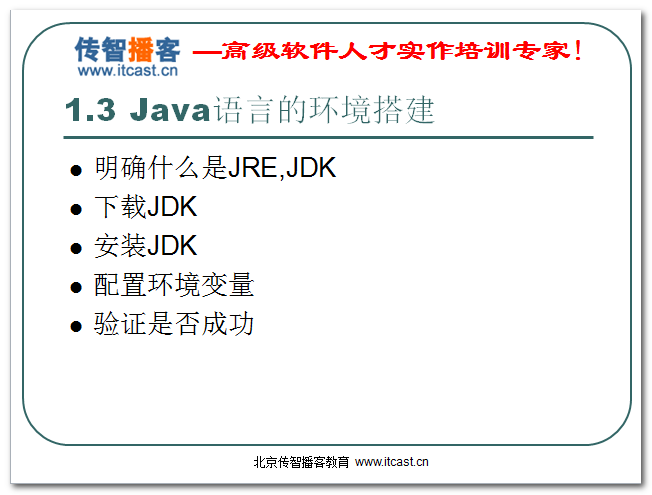 传智播客 —高级软件人才实作培训专家!
www.itcast.cn
1.3 Java语言的环境搭建
明确什么是JRE,JDK
下载JDK
安装JDK
配置环境变量
验证是否成功
北京传智播客教育 www.itcast.cn